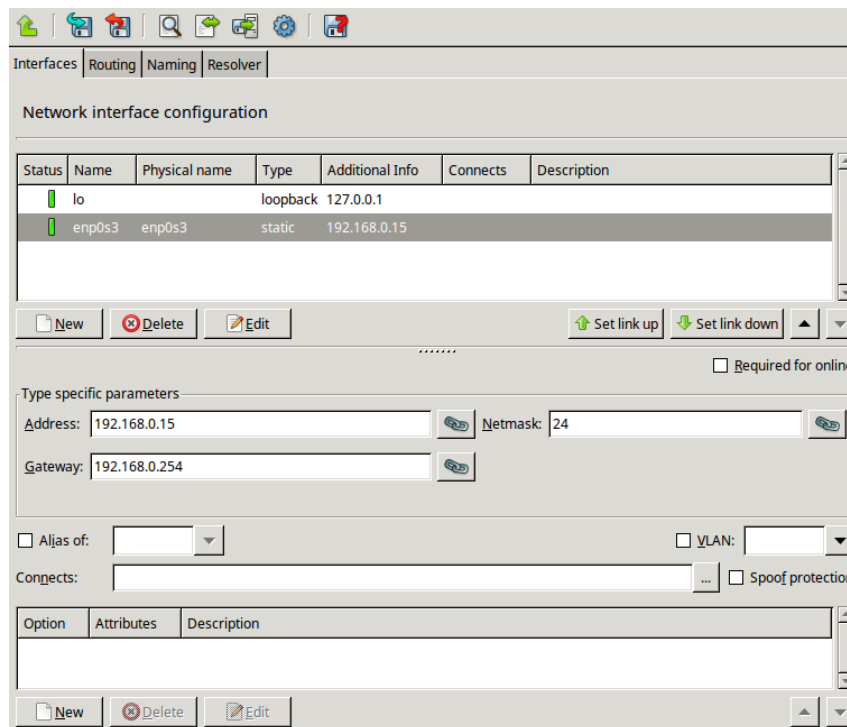 Interfaces Routing Naming Resolver
Network interface configuration
Status Name Physical name Type Additional Info Connects Description
lo loopback 127.0.0.1
enp0s3 enp0s3 static 192.168.0.15
New Delete Edit Set link up Set link down
Required for online
Type specific parameters
Address: 192.168.0.15 Netmask: 24
Gateway: 192.168.0.254
Alias of: VLAN:
Connects: ... Spoof protection
Option Attributes Description
New Delete Edit